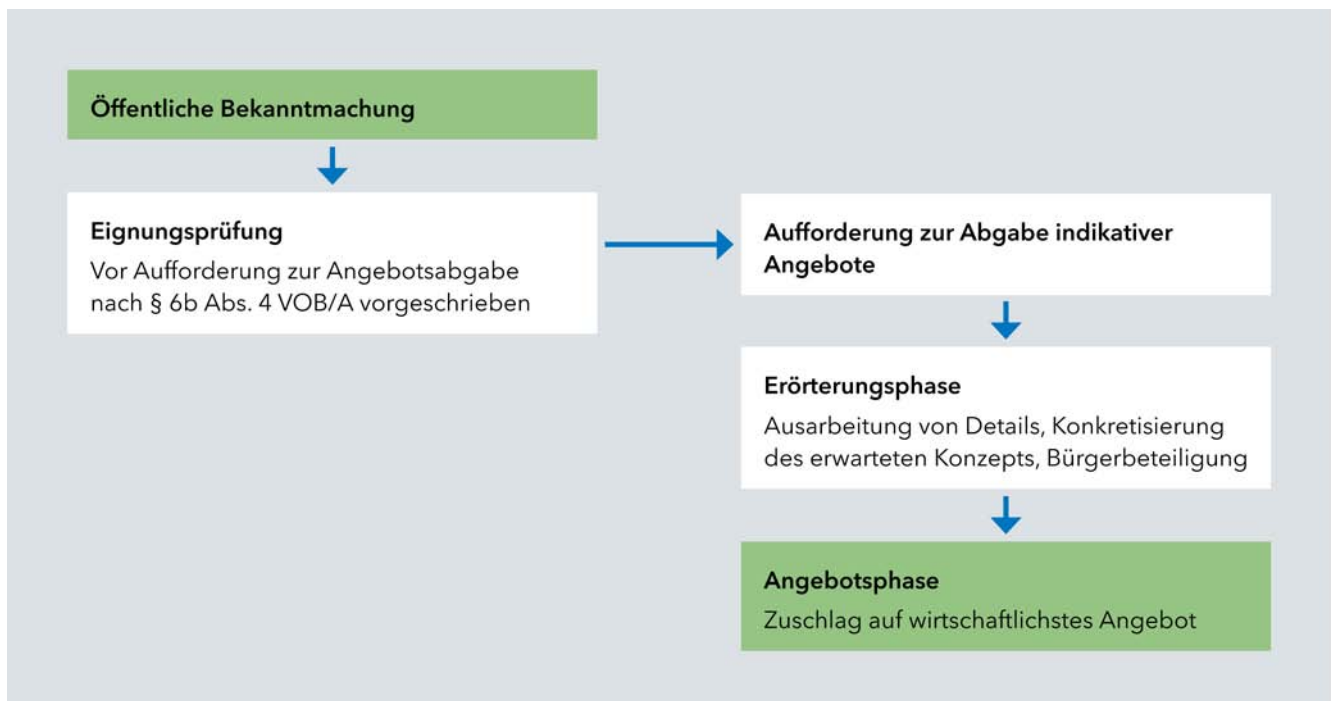 Öffentliche Bekanntmachung
Eignungsprüfung
Vor Aufforderung zur Angebotsabgabe
nach § 6b Abs. 4 VOB/A vorgeschrieben
Aufforderung zur Abgabe indikativer
Angebote
Erörterungsphase
Ausarbeitung von Details, Konkretisierung
des erwarteten Konzepts, Bürgerbeteiligung
Angebotsphase
Zuschlag auf wirtschaftlichstes Angebot